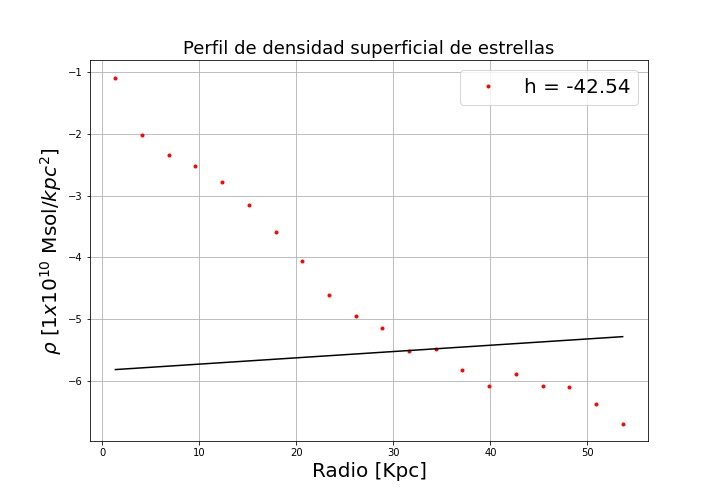 Perfil de densidad superficial de estrellas
h = -42.54
−1
−2
−3
−4
−5
−6
ρ [1x10¹⁰ Msol/kpc²]
0 10 20 30 40 50
Radio [Kpc]